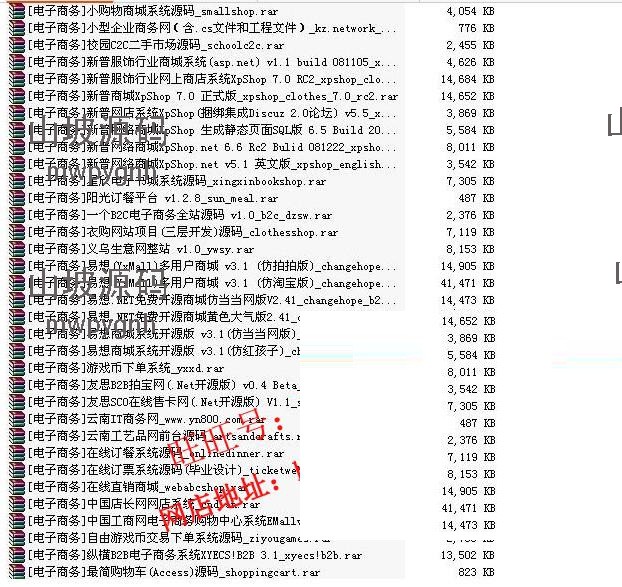 [电子商务]小购物商城系统源码_smallshop.rar 4,054 KB
[电子商务]小型企业商务网(含.cs文件和工程文件)_kz.network_... 776 KB
[电子商务]校园C2C二手市场源码_schoolc2c.rar 2,455 KB
[电子商务]新普服饰行业商城系统(asp.net) v1.1 build 081105_x... 4,626 KB
[电子商务]新普服饰行业网上商店系统XpShop 7.0 RC2_xpshop_clo... 14,684 KB
[电子商务]新普商城XpShop 7.0 正式版_xpshop_clothes_7.0_rc2.rar 14,652 KB
[电子商务]新普网店系统XpShop(捆绑集成Discuz 2.0论坛) v5.5_x... 3,869 KB
[电子商务]新普网络商城XpShop 生成静态页面SQL版 6.5 Build 20... 5,584 KB
[电子商务]新普网络商城XpShop.net 6.6 Rc2 Bulid 081222_xpsho... 8,011 KB
[电子商务]新普网络商城XpShop.net v5.1 英文版_xpshop_english... 3,542 KB
[电子商务]星欣电子书城系统源码_xingxinbookshop.rar 7,305 KB
[电子商务]阳光订餐平台 v1.2.8_sun_meal.rar 487 KB
[电子商务]一个B2C电子商务全站源码 v1.0_b2c_dzsw.rar 2,376 KB
[电子商务]衣购网站项目(三层开发)源码_clothesshop.rar 7,119 KB
[电子商务]义乌生意网整站 v1.0_ywsy.rar 8,153 KB
[电子商务]易想(YxMall)多用户商城 v3.1 (仿拍拍版)_changehope... 14,905 KB
[电子商务]易想(YxMall)多用户商城 v3.1 (仿淘宝版)_changehope... 41,471 KB
[电子商务]易想.NET免费开源商城仿当当网版V2.41_changehope_b2... 14,473 KB
[电子商务]易想.NET免费开源商城黄色大气版2.41_ 14,652 KB
[电子商务]易想商城系统开源版 v3.1(仿当当网版)_ 3,869 KB
[电子商务]易想商城系统开源版 v3.1(仿红孩子)_ch 5,584 KB
[电子商务]游戏币下单系统_yxxd.rar 8,011 KB
[电子商务]友思B2B拍宝网(.Net开源版) v0.4 Beta_ 3,542 KB
[电子商务]友思SCO在线售卡网(.Net开源版) V1.1_s 7,305 KB
[电子商务]云南IT商务网_www.yn800.com.rar 487 KB
[电子商务]云南工艺品网前台源码_artsandcrafts.r 2,376 KB
[电子商务]在线订餐系统源码_onlinedinner.rar 7,119 KB
[电子商务]在线订票系统源码(毕业设计)_ticketwe 8,153 KB
[电子商务]在线直销商城_webabcshop.rar 14,905 KB
[电子商务]中国店长网网店系统 41,471 KB
[电子商务]中国工商网电子商务购物中心系统EMallv 14,473 KB
[电子商务]自由游戏币交易下单系统源码_ziyougames.
[电子商务]纵横B2B电子商务系统XYECS!B2B 3.1_xyecs!b2b.rar 13,502 KB
[电子商务]最简购物车(Access)源码_shoppingcart.rar 823 KB
山坡源码
mwpygnn
山坡源码
mwpygnn
旺旺号：
网店地址：